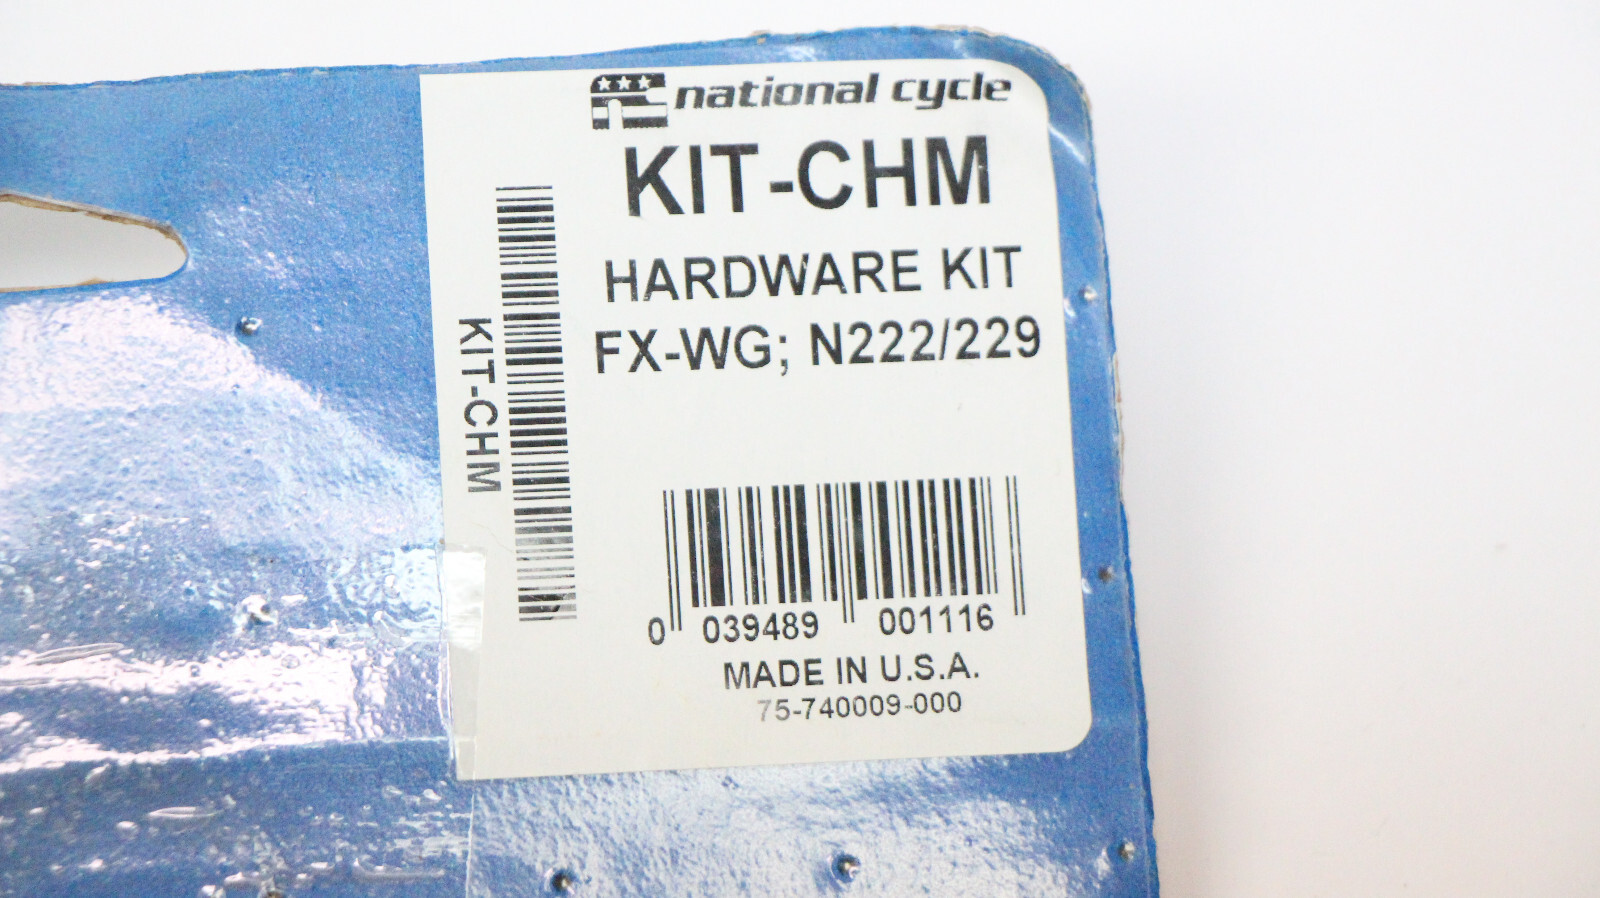 national cycle
KIT-CHM
HARDWARE KIT
FX-WG; N222/229
KIT-CHM
0 039489 001116
MADE IN U.S.A.
75-740009-000